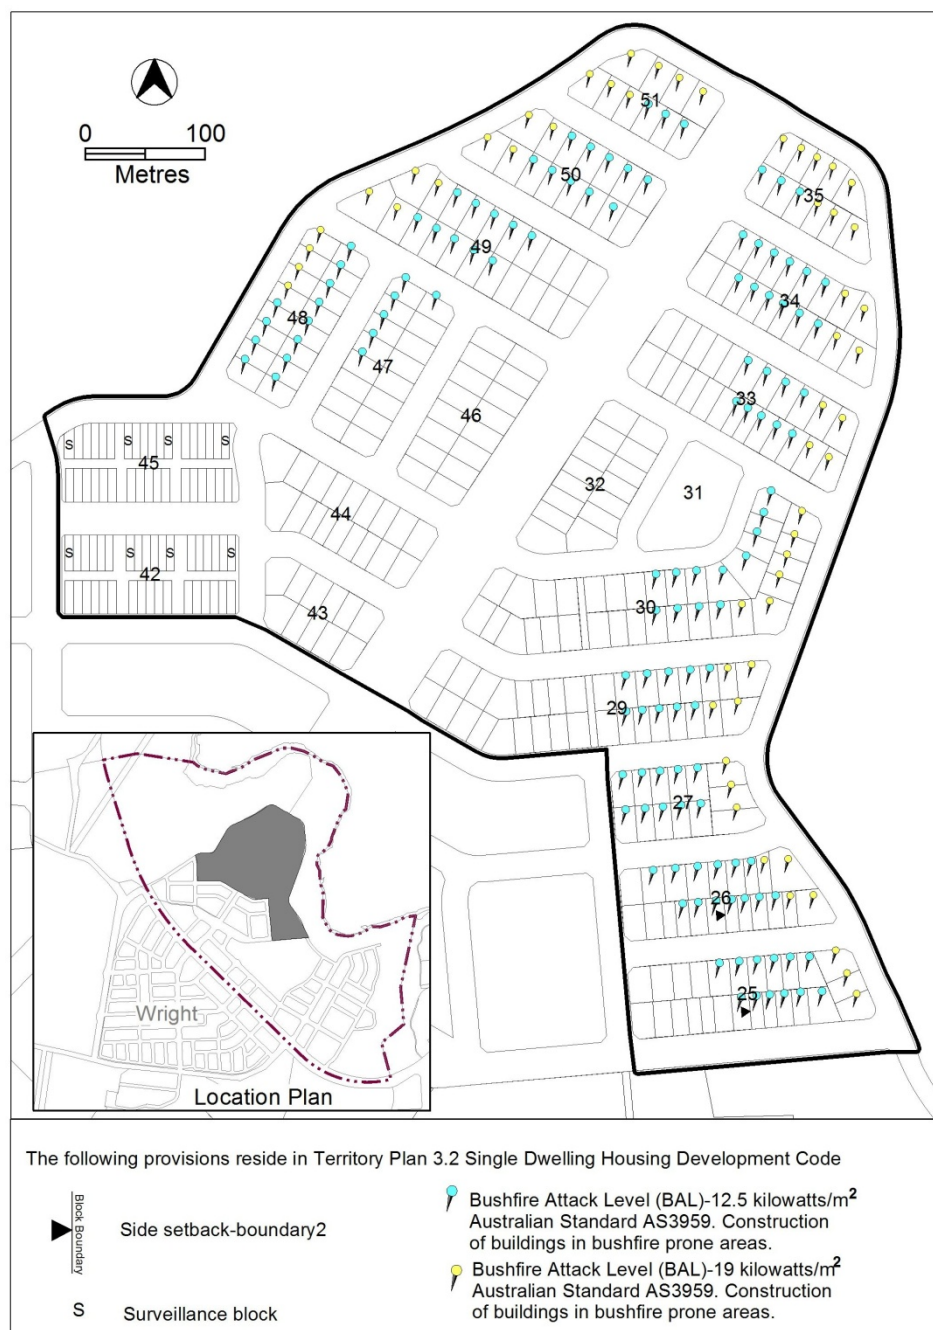 0 100
Metres
51
50
35
49
34
48
47
33
46
45
S S S S
32
31
44
42
S S S S
43
30
29
27
26
25
Wright
Location Plan
The following provisions reside in Territory Plan 3.2 Single Dwelling Housing Development Code
Block Boundary
Side setback-boundary2
S
Surveillance block
Bushfire Attack Level (BAL)-12.5 kilowatts/m²
Australian Standard AS3959. Construction
of buildings in bushfire prone areas.
Bushfire Attack Level (BAL)-19 kilowatts/m²
Australian Standard AS3959. Construction
of buildings in bushfire prone areas.